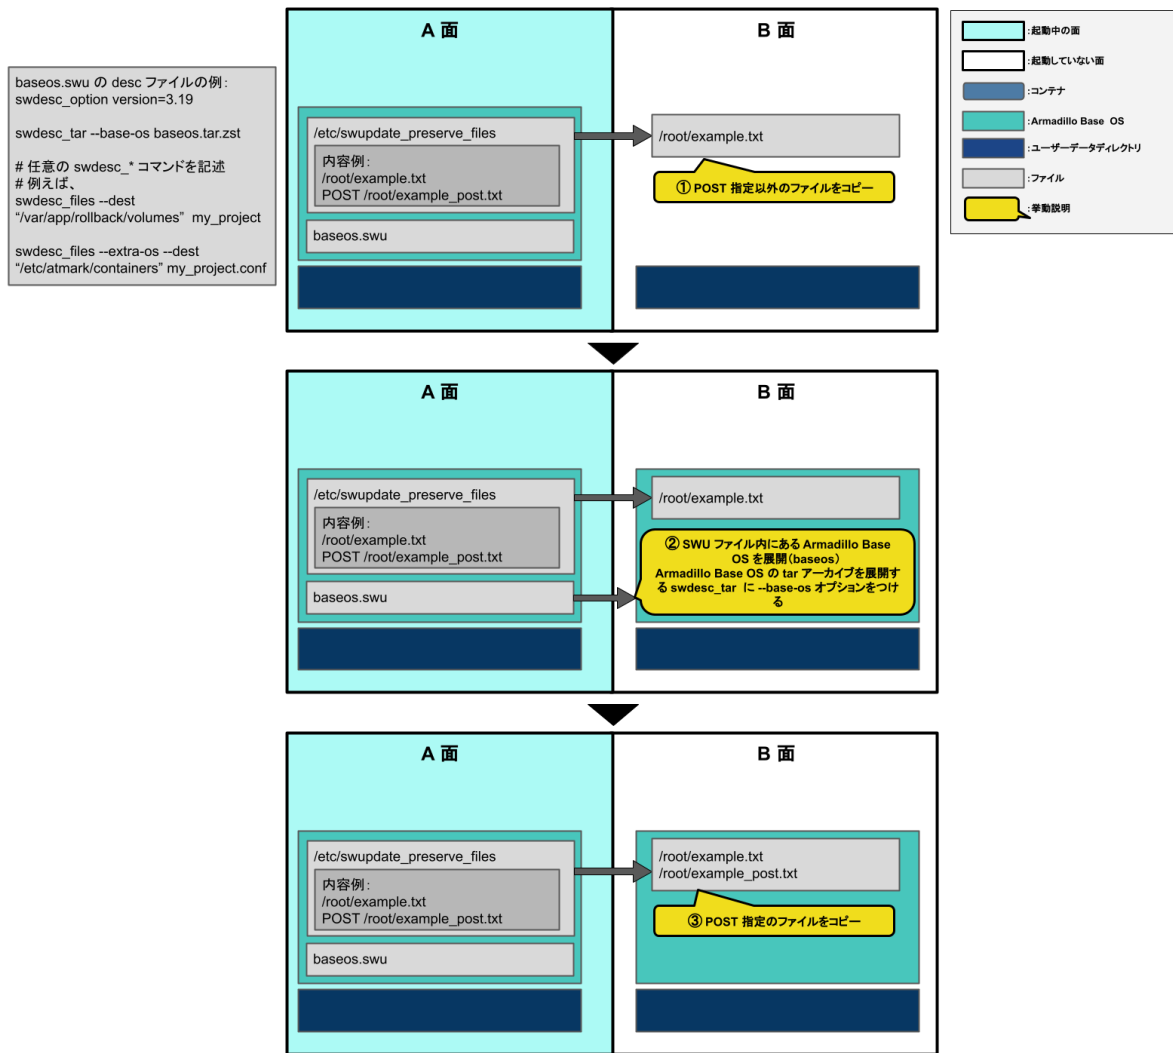 baseos.swu の desc ファイルの例:
swdesc_option version=3.19
swdesc_tar --base-os baseos.tar.zst
# 任意の swdesc_* コマンドを記述
# 例えば、
swdesc_files --dest
“/var/app/rollback/volumes” my_project
swdesc_files --extra-os --dest
“/etc/atmark/containers” my_project.conf
A 面
B 面
/etc/swupdate_preserve_files
内容例:
/root/example.txt
POST /root/example_post.txt
baseos.swu
/root/example.txt
① POST 指定以外のファイルをコピー
:起動中の面
:起動していない面
:コンテナ
:Armadillo Base OS
:ユーザーデータディレクトリ
:ファイル
:挙動説明
A 面
B 面
/etc/swupdate_preserve_files
内容例:
/root/example.txt
POST /root/example_post.txt
baseos.swu
/root/example.txt
② SWU ファイル内にある Armadillo Base
OS を展開(baseos)
Armadillo Base OS の tar アーカイブを展開す
る swdesc_tar に --base-os オプションをつけ
る
A 面
B 面
/etc/swupdate_preserve_files
内容例:
/root/example.txt
POST /root/example_post.txt
baseos.swu
/root/example.txt
/root/example_post.txt
③ POST 指定のファイルをコピー